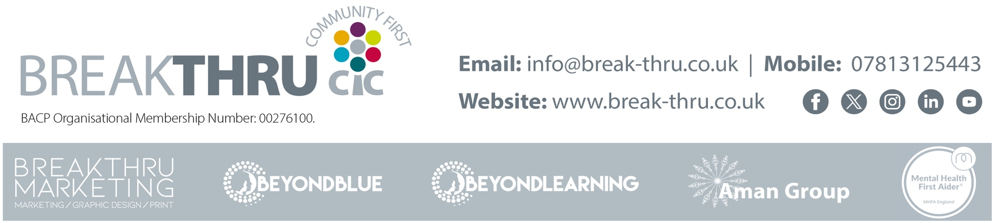 COMMUNITY FIRST
BREAKTHRU cic
BACP Organisational Membership Number: 00276100.
Email: info@break-thru.co.uk | Mobile: 07813125443
Website: www.break-thru.co.uk
BREAKTHRU
MARKETING
MARKETING / GRAPHIC DESIGN / PRINT
BEYONDBLUE
BEYONDLEARNING
Aman Group
Mental Health
First Aider®
MHFA England